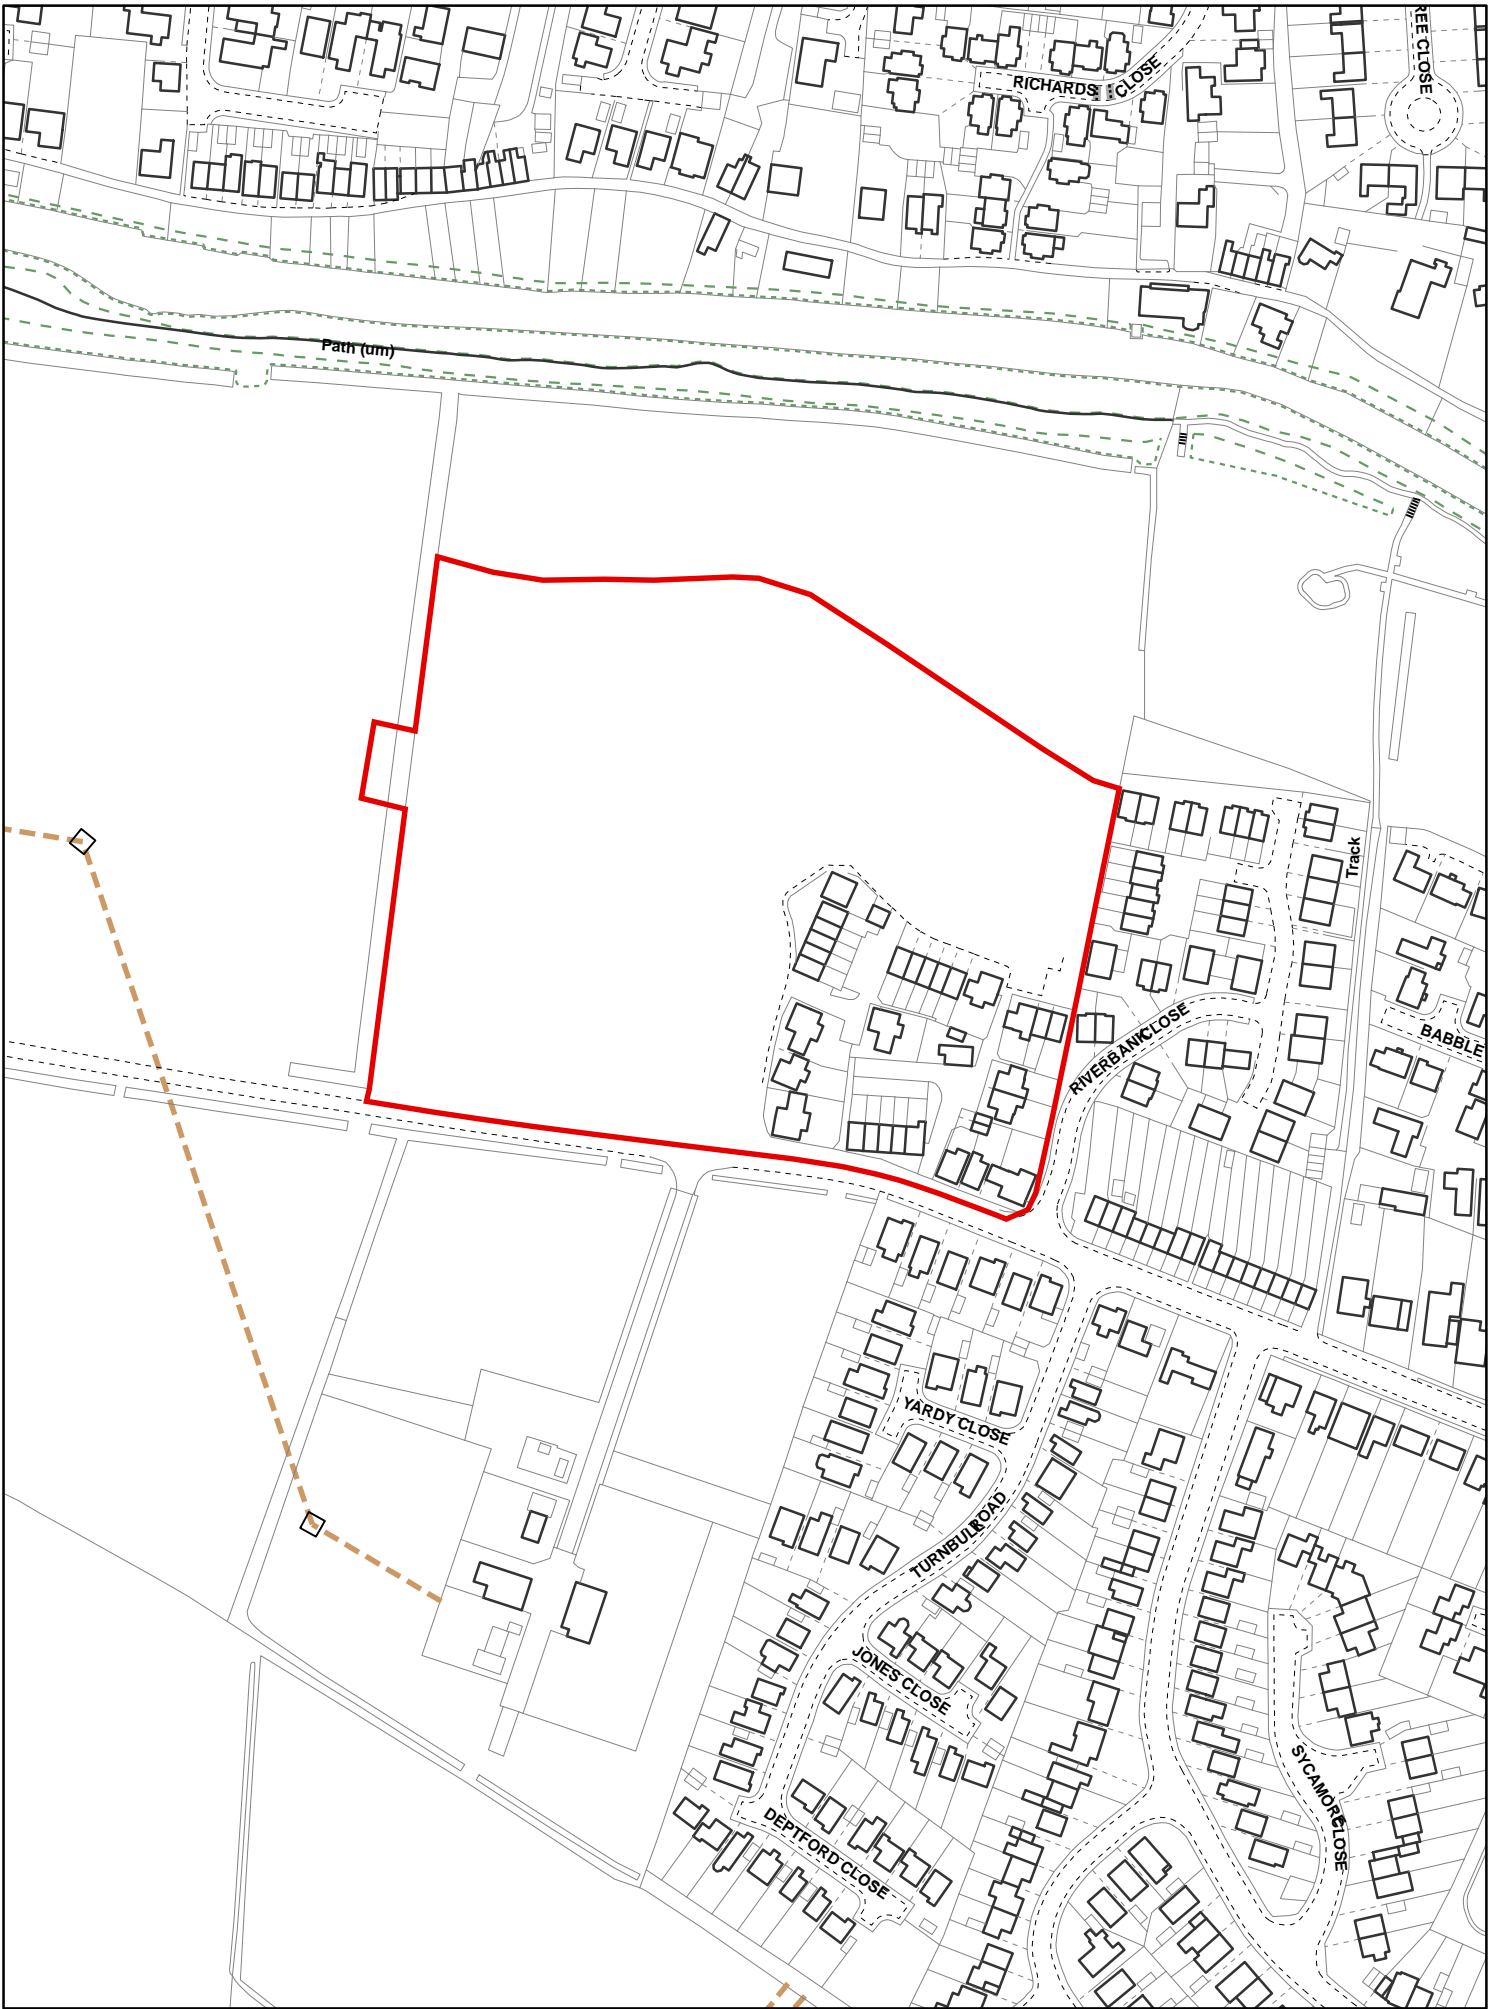 REE CLOSE
RICHARDS CLOSE
Path (um)
Track
RIVERBANK CLOSE
BABBLE
YARDY CLOSE
TURNBULL ROAD
JONES CLOSE
SYCAMORE CLOSE
DEPTFORD CLOSE